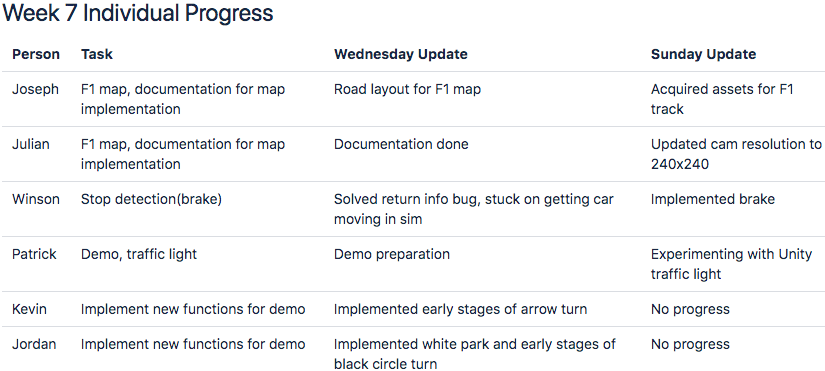 Week 7 Individual Progress
Person Task Wednesday Update Sunday Update
Joseph F1 map, documentation for map Road layout for F1 map Acquired assets for F1
implementation track
Julian F1 map, documentation for map Documentation done Updated cam resolution to
implementation 240x240
Winson Stop detection(brake) Solved return info bug, stuck on getting car Implemented brake
moving in sim
Patrick Demo, traffic light Demo preparation Experimenting with Unity
traffic light
Kevin Implement new functions for demo Implemented early stages of arrow turn No progress
Jordan Implement new functions for demo Implemented white park and early stages of No progress
black circle turn